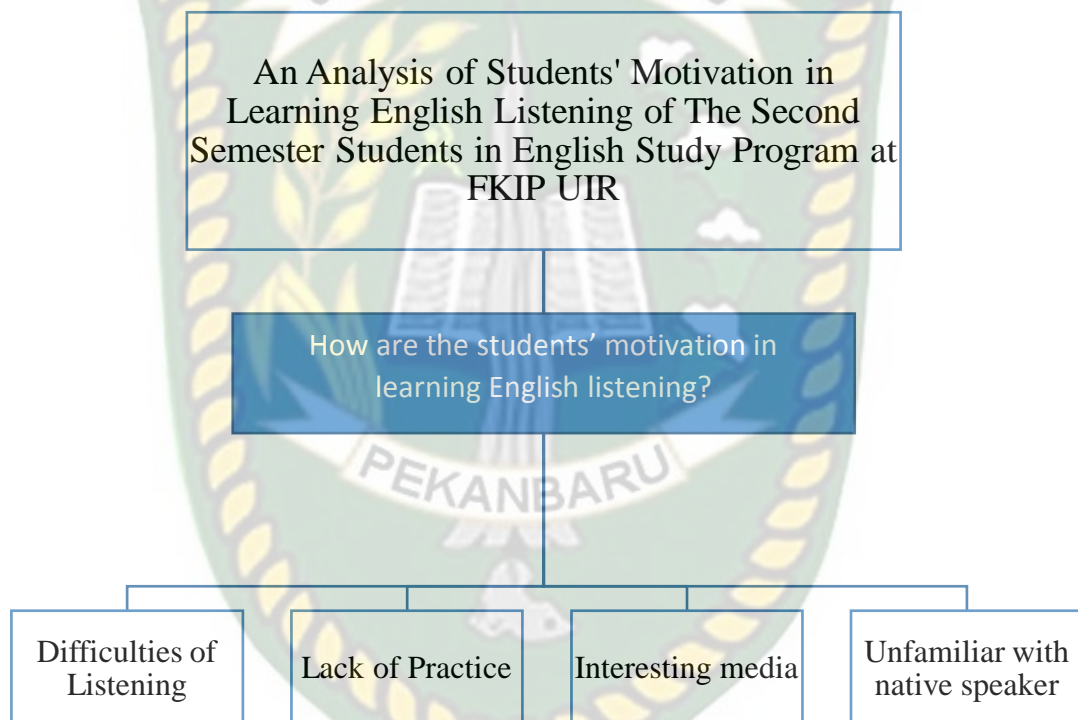 An Analysis of Students' Motivation in
Learning English Listening of The Second
Semester Students in English Study Program at
FKIP UIR
How are the students’ motivation in
learning English listening?
PEKANBARU
Difficulties of
Listening
Lack of Practice
Interesting media
Unfamiliar with
native speaker